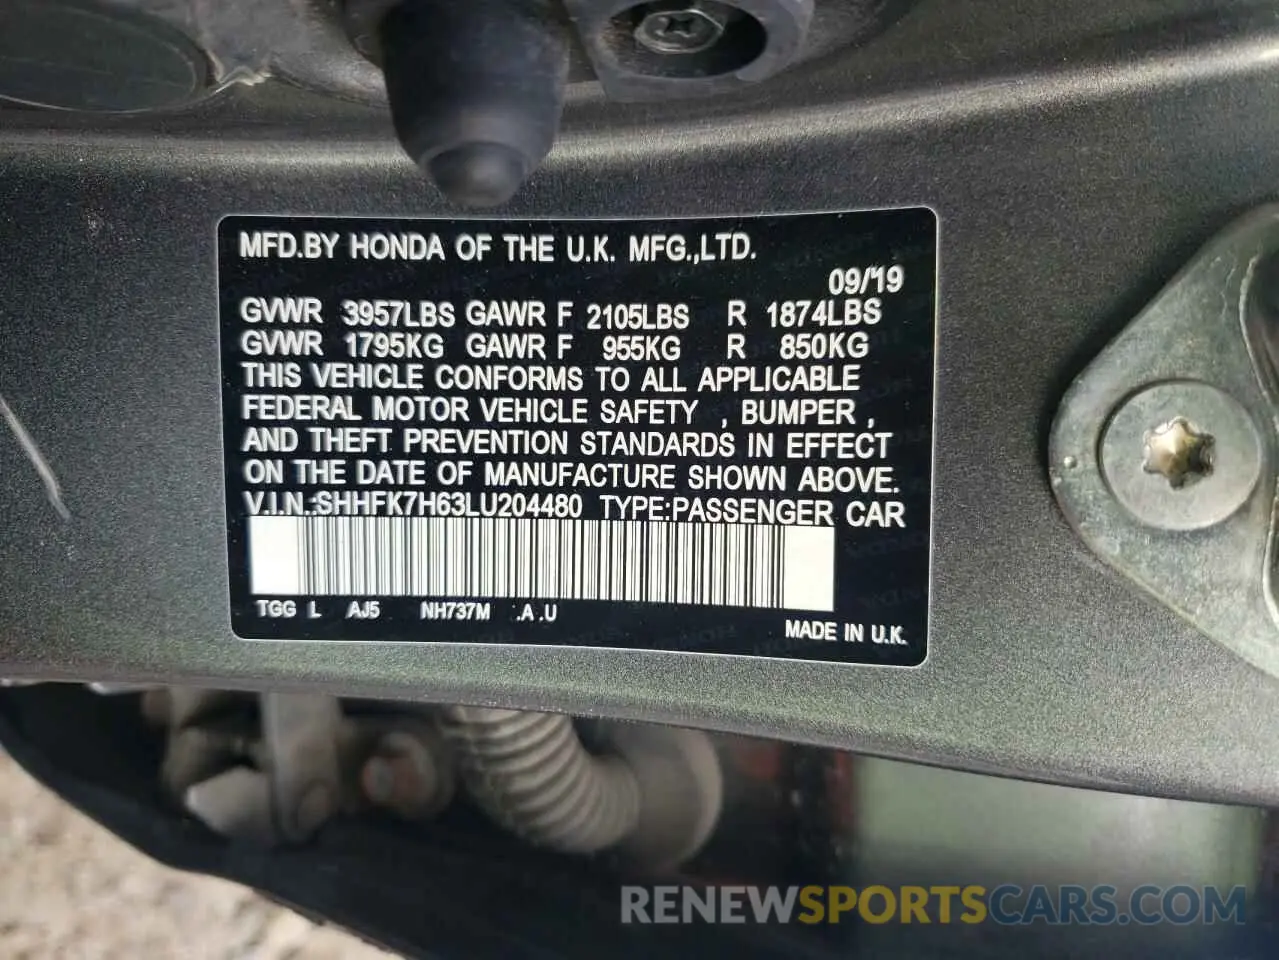 MFD.BY HONDA OF THE U.K. MFG.,LTD.
09/19
GVWR 3957LBS GAWR F 2105LBS R 1874LBS
GVWR 1795KG GAWR F 955KG R 850KG
THIS VEHICLE CONFORMS TO ALL APPLICABLE
FEDERAL MOTOR VEHICLE SAFETY , BUMPER ,
AND THEFT PREVENTION STANDARDS IN EFFECT
ON THE DATE OF MANUFACTURE SHOWN ABOVE.
V.I.N.:SHHFK7H63LU204480 TYPE:PASSENGER CAR
TGG L AJ5 NH737M .A .U
MADE IN U.K.
RENEWSPORTSCARS.COM